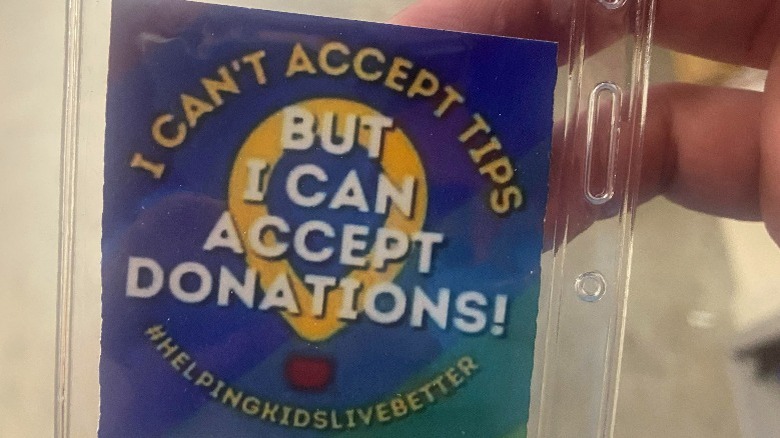 I CAN'T ACCEPT TIPS
BUT
I CAN
ACCEPT
DONATIONS!
#HELPINGKIDSLIVEBETTER